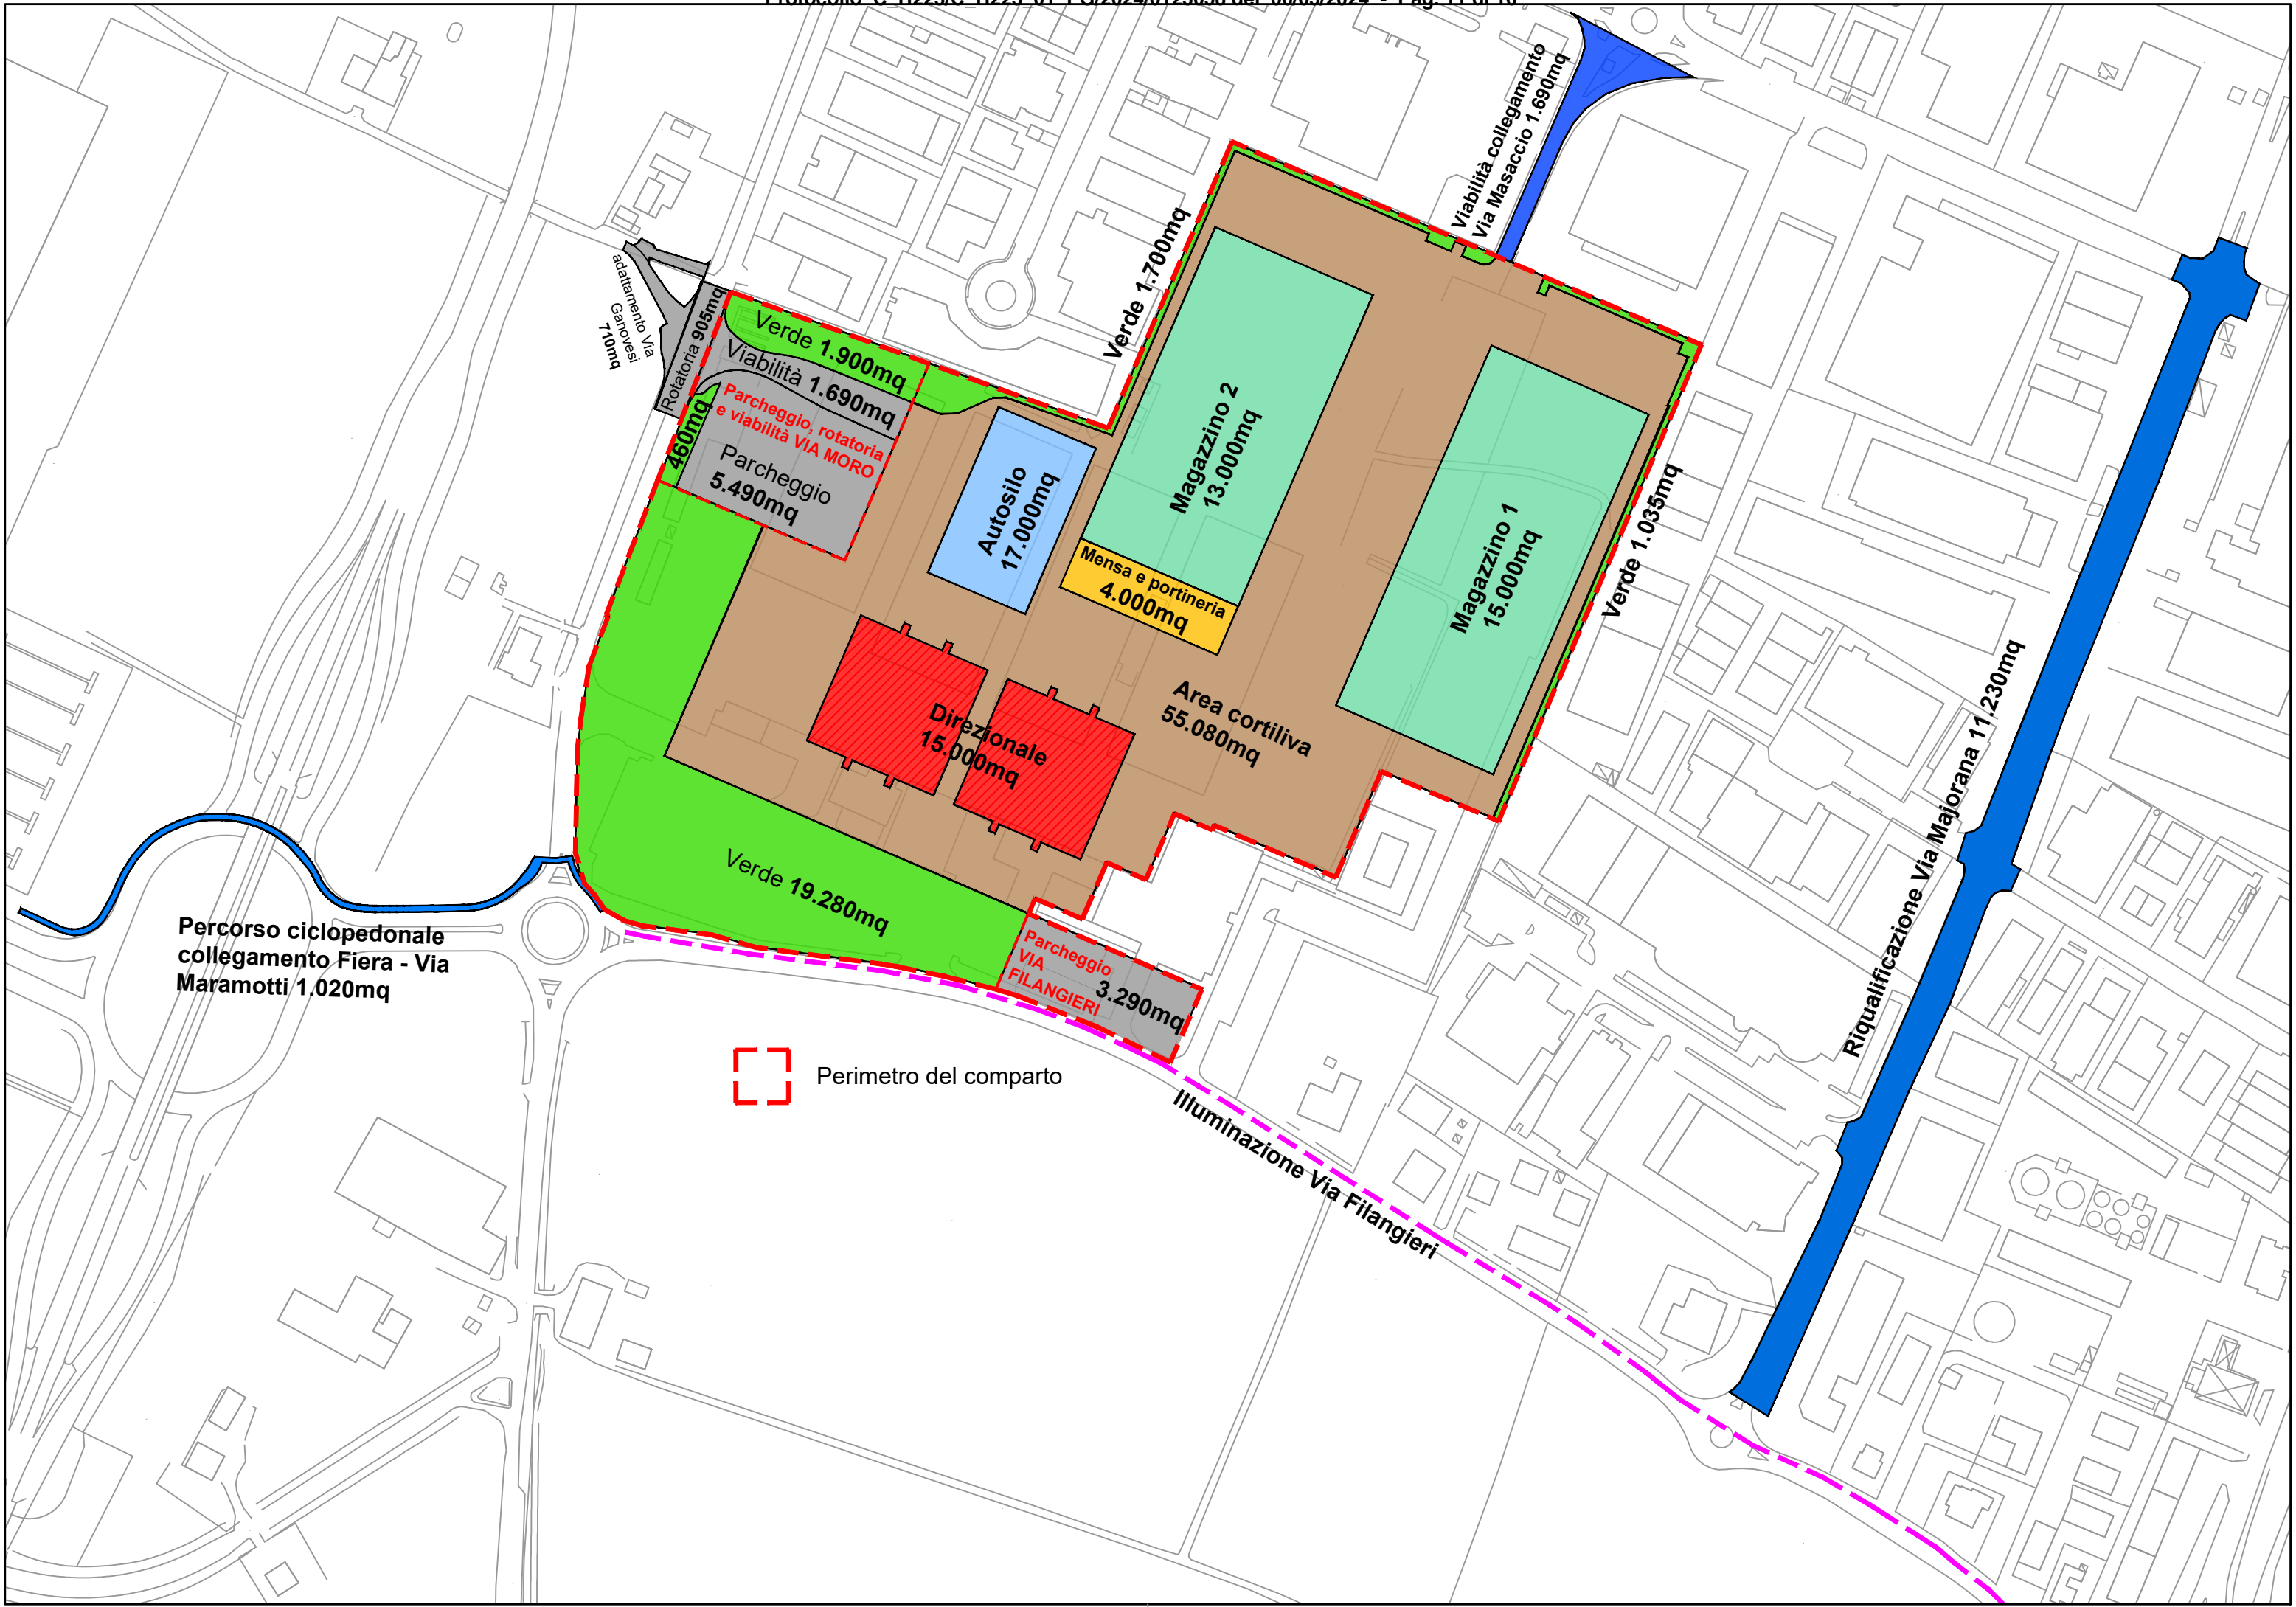 Viabilità collegamento
Via Masaccio 1.690mq
Verde 1.700mq
adattamento Via
Ganovesi
710mq
Rotatoria 905mq
Verde 1.900mq
Viabilità 1.690mq
Parcheggio, rotatoria
e viabilità VIA MORO
460mq
Parcheggio
5.490mq
Autosilo
17.000mq
Magazzino 2
13.000mq
Mensa e portineria
4.000mq
Magazzino 1
15.000mq
Verde 1.035mq
Direzionale
15.000mq
Area cortiliva
55.080mq
Riqualificazione Via Majorana 11.230mq
Verde 19.280mq
Percorso ciclopedonale
collegamento Fiera - Via
Maramotti 1.020mq
Parcheggio
VIA
FILANGIERI
3.290mq
Perimetro del comparto
Illuminazione Via Filangieri